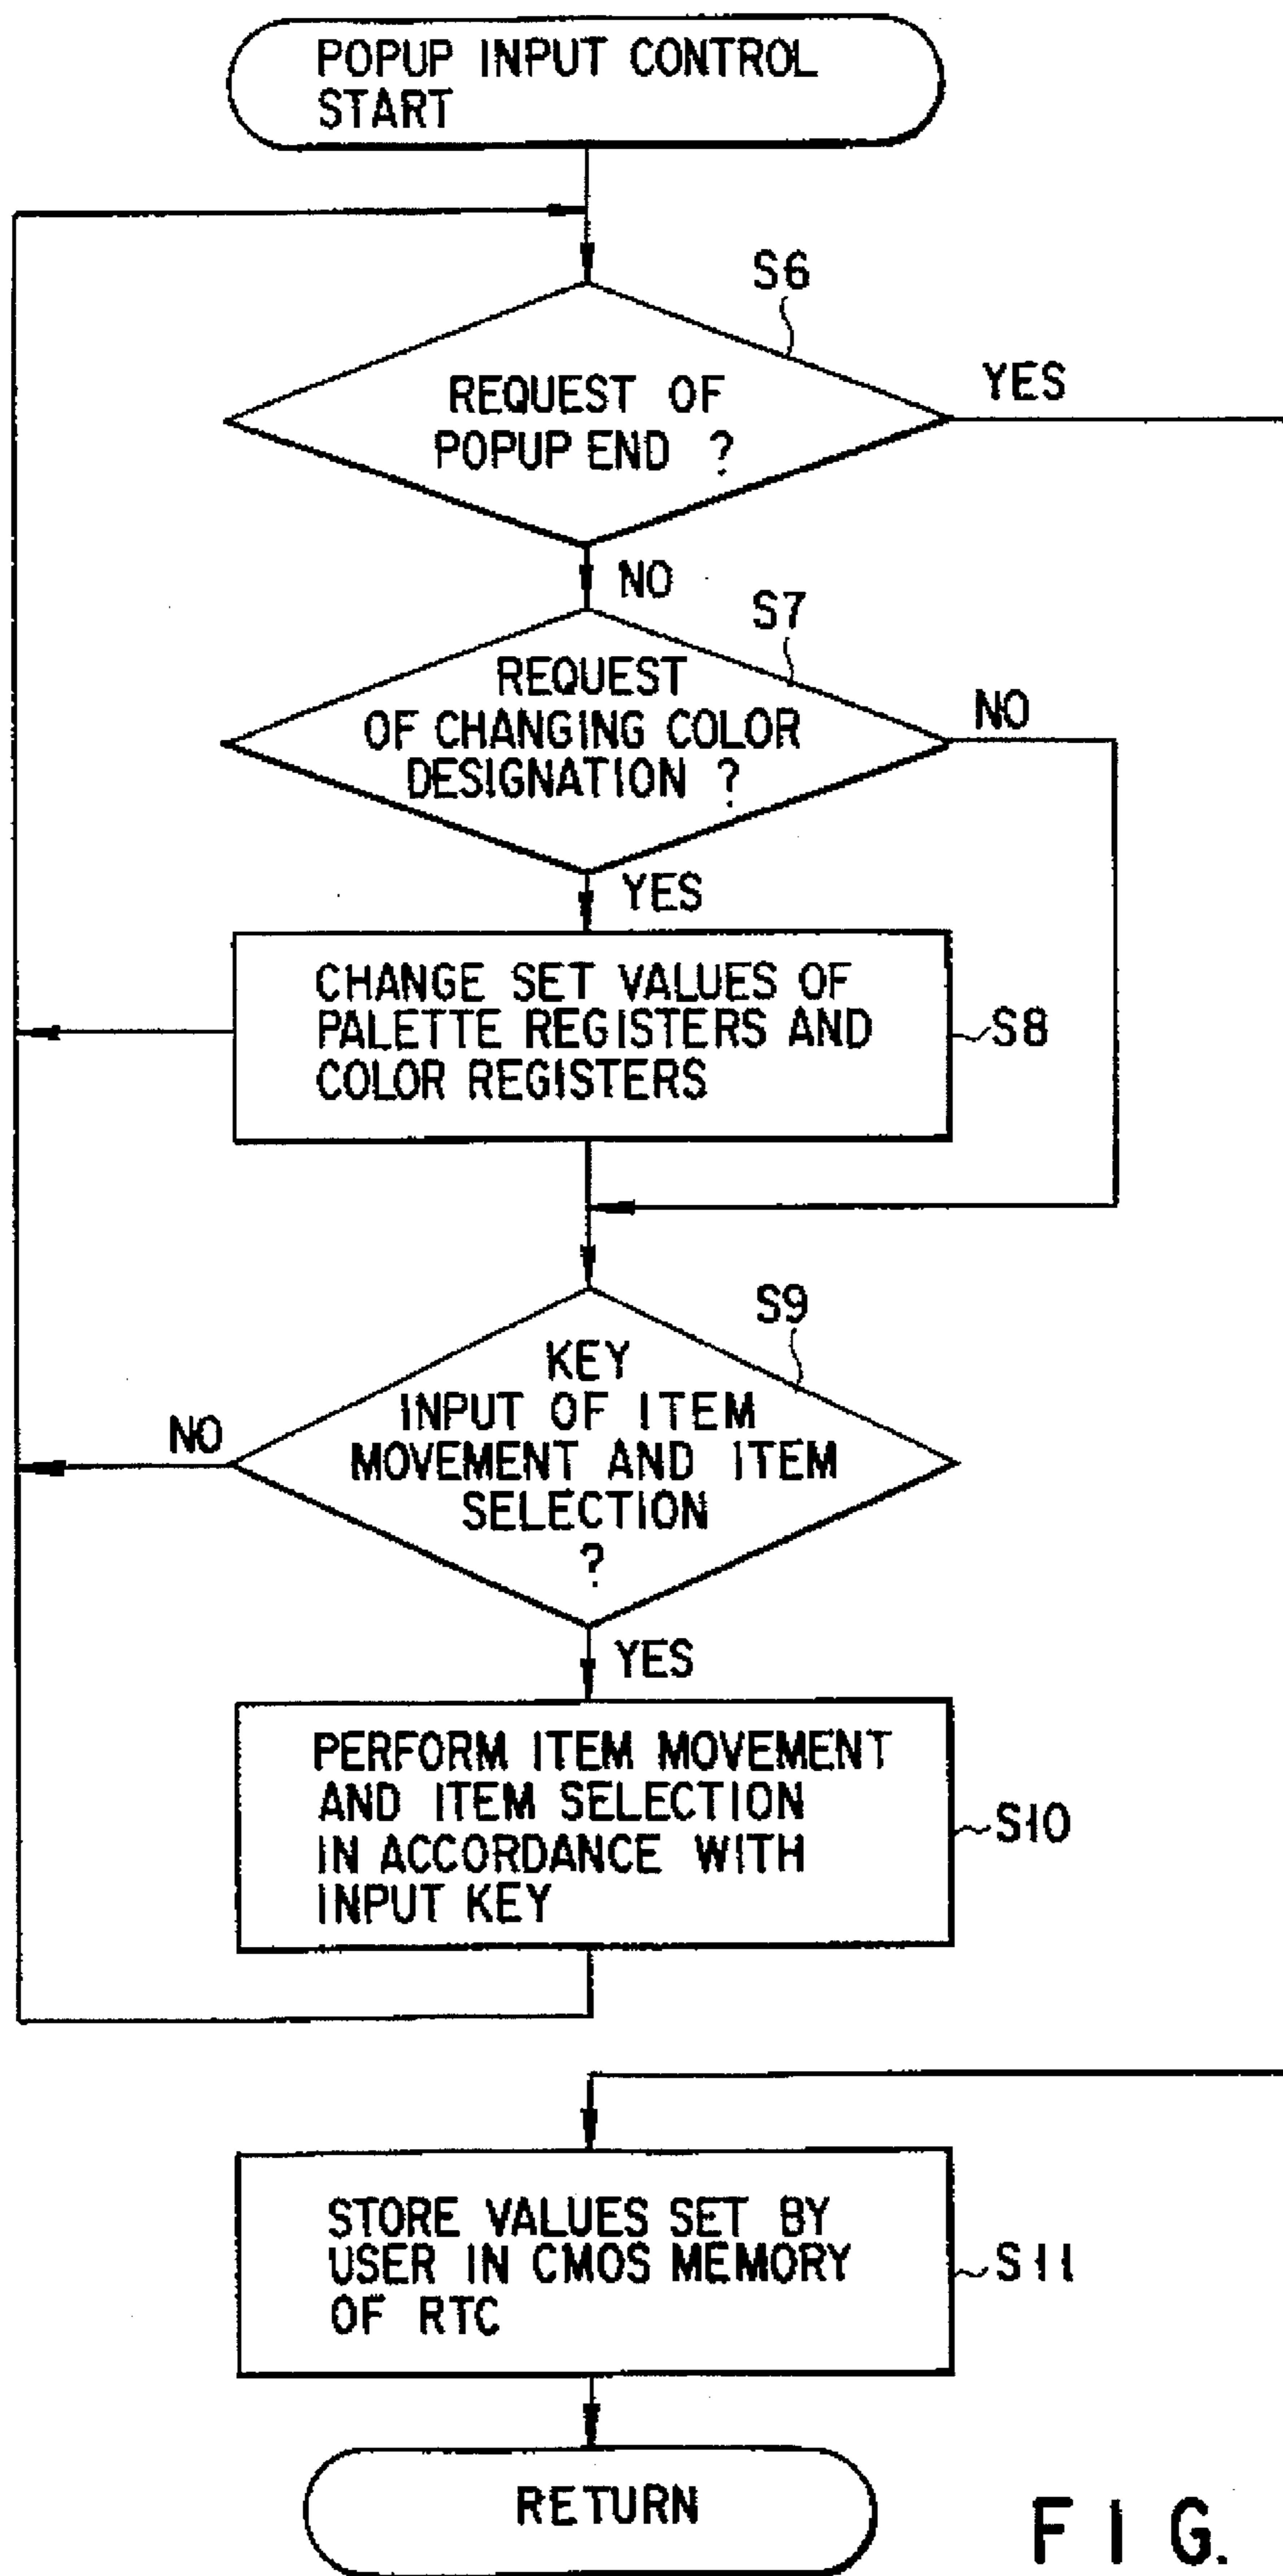 POPUP INPUT CONTROL
START
S6
REQUEST OF
POPUP END ?
YES
NO
S7
REQUEST
OF CHANGING COLOR
DESIGNATION ?
NO
YES
CHANGE SET VALUES OF
PALETTE REGISTERS AND
COLOR REGISTERS
S8
S9
KEY
INPUT OF ITEM
MOVEMENT AND ITEM
SELECTION
?
NO
YES
PERFORM ITEM MOVEMENT
AND ITEM SELECTION
IN ACCORDANCE WITH
INPUT KEY
S10
STORE VALUES SET BY
USER IN CMOS MEMORY
OF RTC
S11
RETURN
FIG.